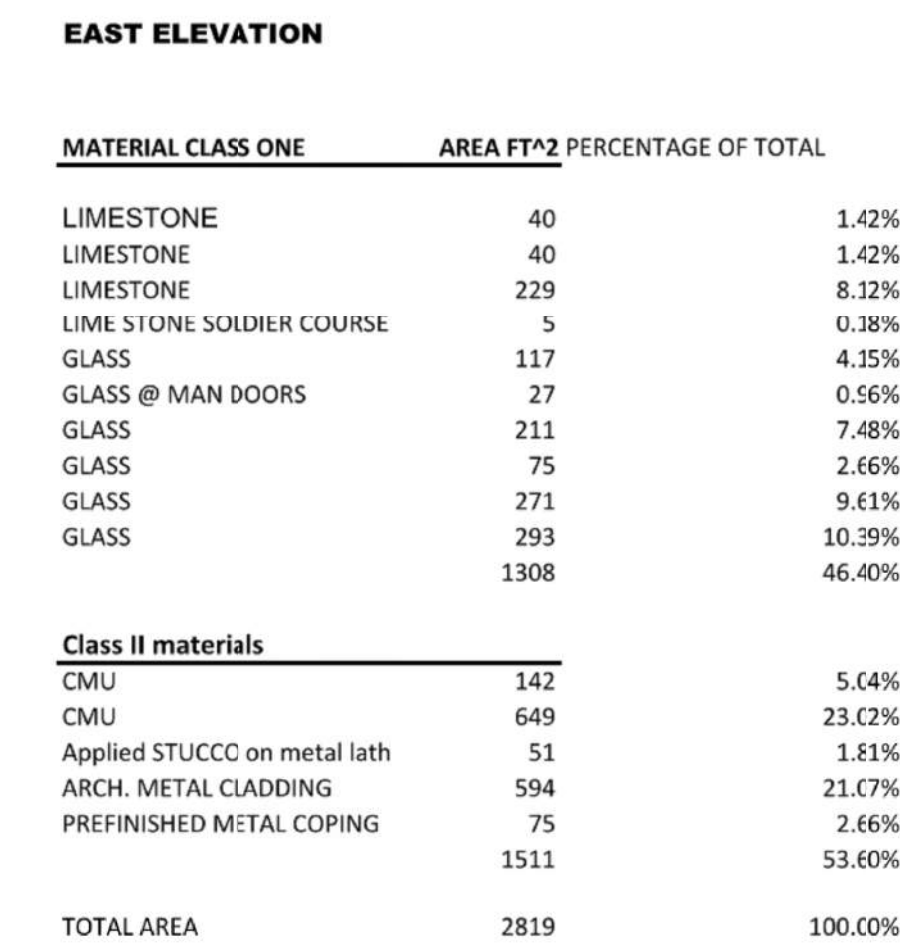 EAST ELEVATION
MATERIAL CLASS ONE AREA FT^2 PERCENTAGE OF TOTAL
LIMESTONE 40 1.42%
LIMESTONE 40 1.42%
LIMESTONE 229 8.12%
LIME STONE SOLDIER COURSE 5 0.18%
GLASS 117 4.15%
GLASS @ MAN DOORS 27 0.96%
GLASS 211 7.48%
GLASS 75 2.66%
GLASS 271 9.61%
GLASS 293 10.39%
1308 46.40%
Class II materials
CMU 142 5.04%
CMU 649 23.02%
Applied STUCCO on metal lath 51 1.81%
ARCH. METAL CLADDING 594 21.07%
PREFINISHED METAL COPING 75 2.66%
1511 53.60%
TOTAL AREA 2819 100.00%